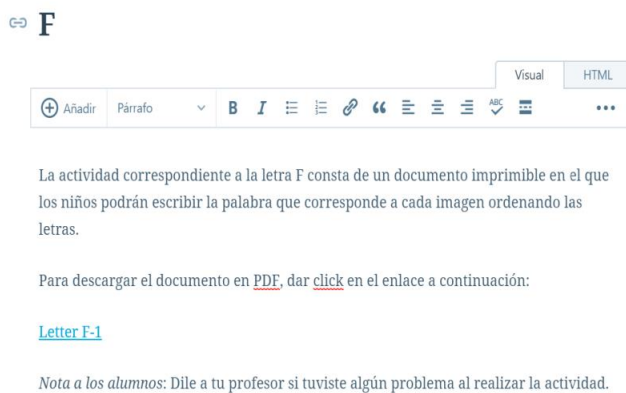 F
Visual HTML
Añadir Párrafo B I ABC
La actividad correspondiente a la letra F consta de un documento imprimible en el que
los niños podrán escribir la palabra que corresponde a cada imagen ordenando las
letras.
Para descargar el documento en PDF, dar click en el enlace a continuación:
Letter F-1
Nota a los alumnos: Dile a tu profesor si tuviste algún problema al realizar la actividad.